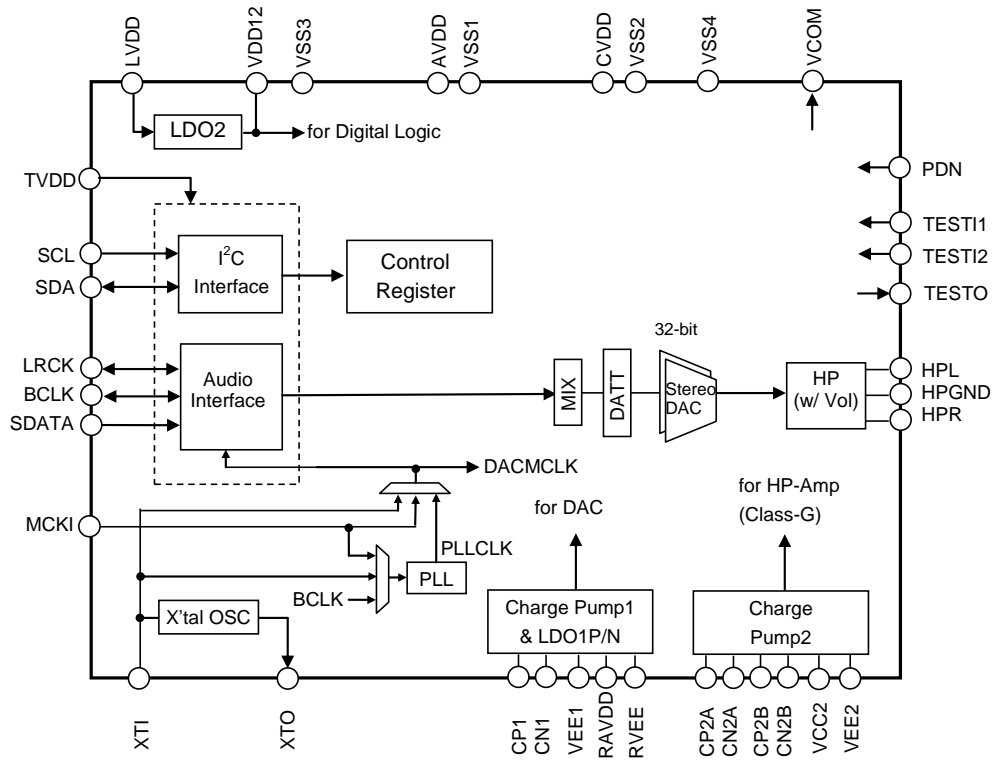 LVDD
VDD12
VSS3
AVDD
VSS1
CVDD
VSS2
VSS4
VCOM
LDO2
for Digital Logic
TVDD
PDN
TESTI1
TESTI2
TESTO
SCL
SDA
I²C
Interface
Control
Register
LRCK
BCLK
SDATA
Audio
Interface
MIX
DATT
32-bit
Stereo
DAC
HP
(w/ Vol)
HPL
HPGND
HPR
DACMCLK
MCKI
PLLCLK
BCLK
PLL
X'tal OSC
for DAC
for HP-Amp
(Class-G)
Charge Pump1
& LDO1P/N
Charge
Pump2
XTI
XTO
CP1
CN1
VEE1
RAVDD
RVEE
CP2A
CN2A
CP2B
CN2B
VCC2
VEE2